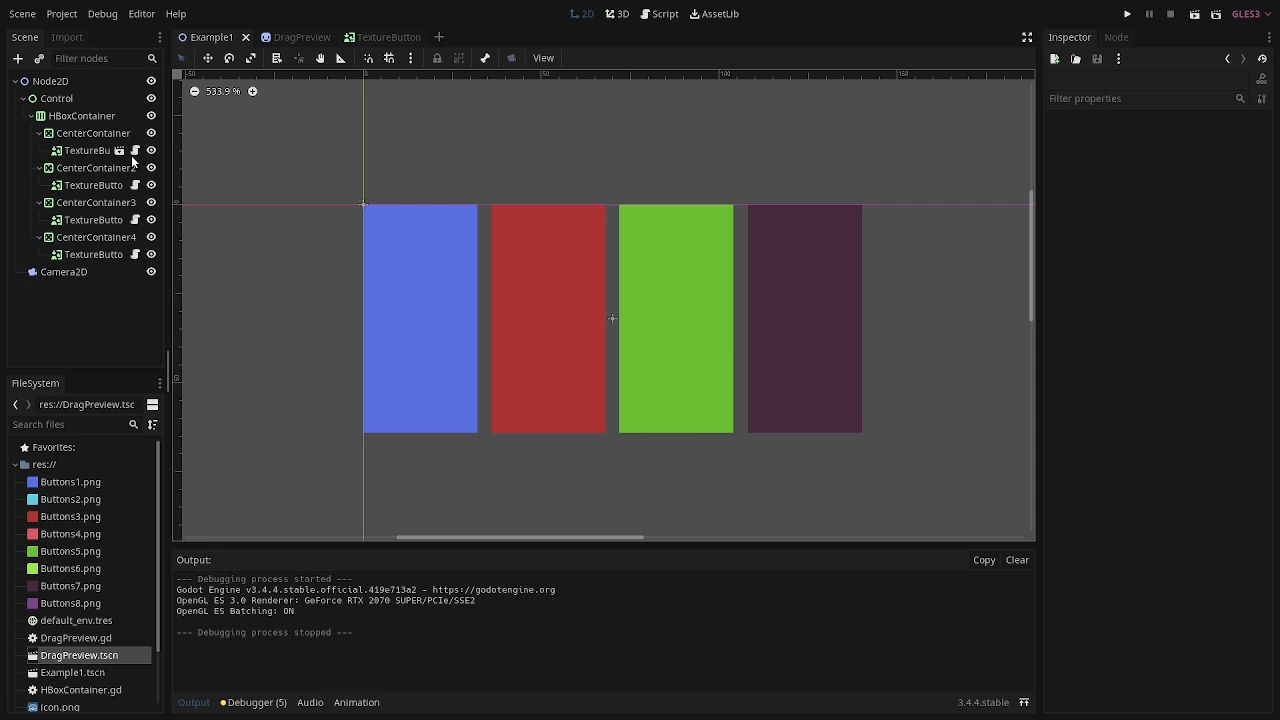 Scene Project Debug Editor Help
2D 3D Script AssetLib
GLES3
Scene Import
Example1 DragPreview TextureButton
Inspector Node
Filter nodes
View
-50 0 50 100 150
533.9 %
Filter properties
Node2D
Control
HBoxContainer
CenterContainer
TextureBu
CenterContainer2
TextureButto
CenterContainer3
TextureButto
CenterContainer4
TextureButto
Camera2D
0
50
FileSystem
res://DragPreview.tsc
Search files
Favorites:
res://
Buttons1.png
Buttons2.png
Buttons3.png
Buttons4.png
Buttons5.png
Buttons6.png
Buttons7.png
Buttons8.png
default_env.tres
DragPreview.gd
DragPreview.tscn
Example1.tscn
HBoxContainer.gd
icon.png
Output:
Copy Clear
--- Debugging process started ---
Godot Engine v3.4.4.stable.official.419e713a2 - https://godotengine.org
OpenGL ES 3.0 Renderer: GeForce RTX 2070 SUPER/PCIe/SSE2
OpenGL ES Batching: ON
--- Debugging process stopped ---
Output Debugger (5) Audio Animation
3.4.4.stable